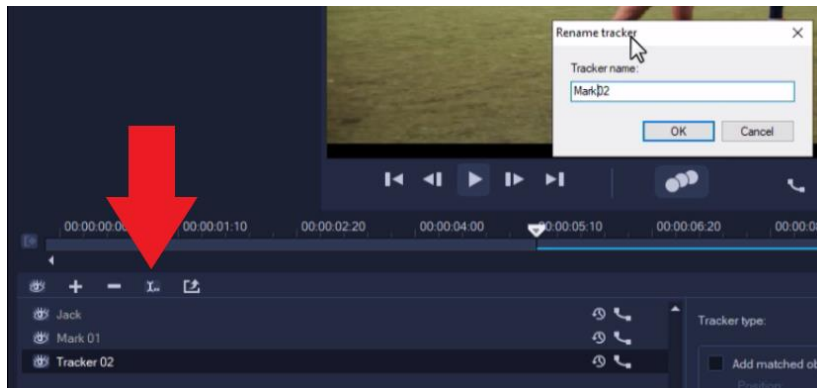 Rename tracker
Tracker name:
Mark02
OK Cancel
00:00:00:00 00:00:01:10 00:00:02:20 00:00:04:00 00:00:05:10 00:00:06:20
Jack
Mark 01
Tracker 02
Tracker type:
Add matched
Position